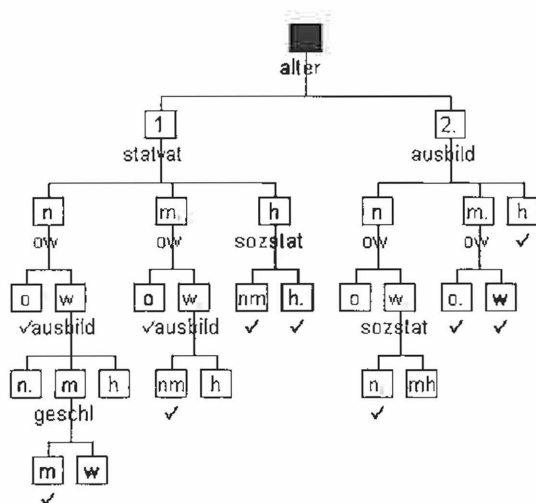 alter
1 2.
statvat ausbild
n m. h n m. h
ow ow sozstat ow ow ✓
o w o w. nm h. o w o. w
✓ausbild ✓ausbild ✓ ✓ sozstat ✓ ✓
n. m h. nm h n mh
geschl ✓ ✓
m w
✓